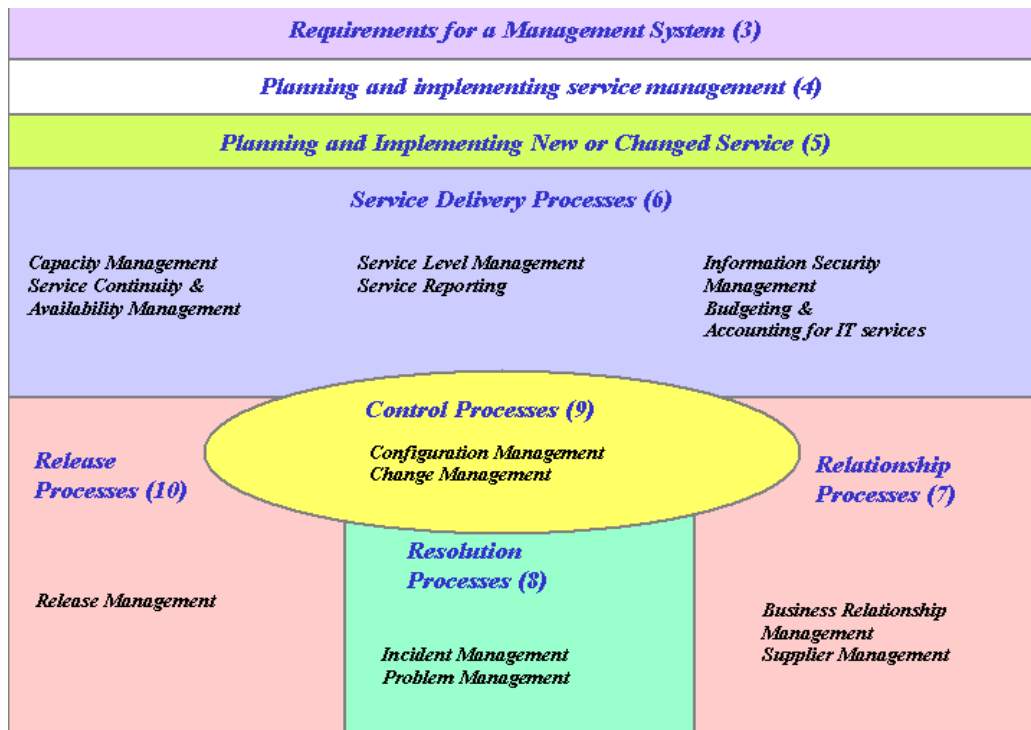 Requirements for a Management System (3)
Planning and implementing service management (4)
Planning and Implementing New or Changed Service (5)
Service Delivery Processes (6)
Capacity Management
Service Continuity &
Availability Management
Service Level Management
Service Reporting
Information Security
Management
Budgeting &
Accounting for IT services
Control Processes (9)
Configuration Management
Change Management
Release
Processes (10)
Release Management
Resolution
Processes (8)
Incident Management
Problem Management
Relationship
Processes (7)
Business Relationship
Management
Supplier Management